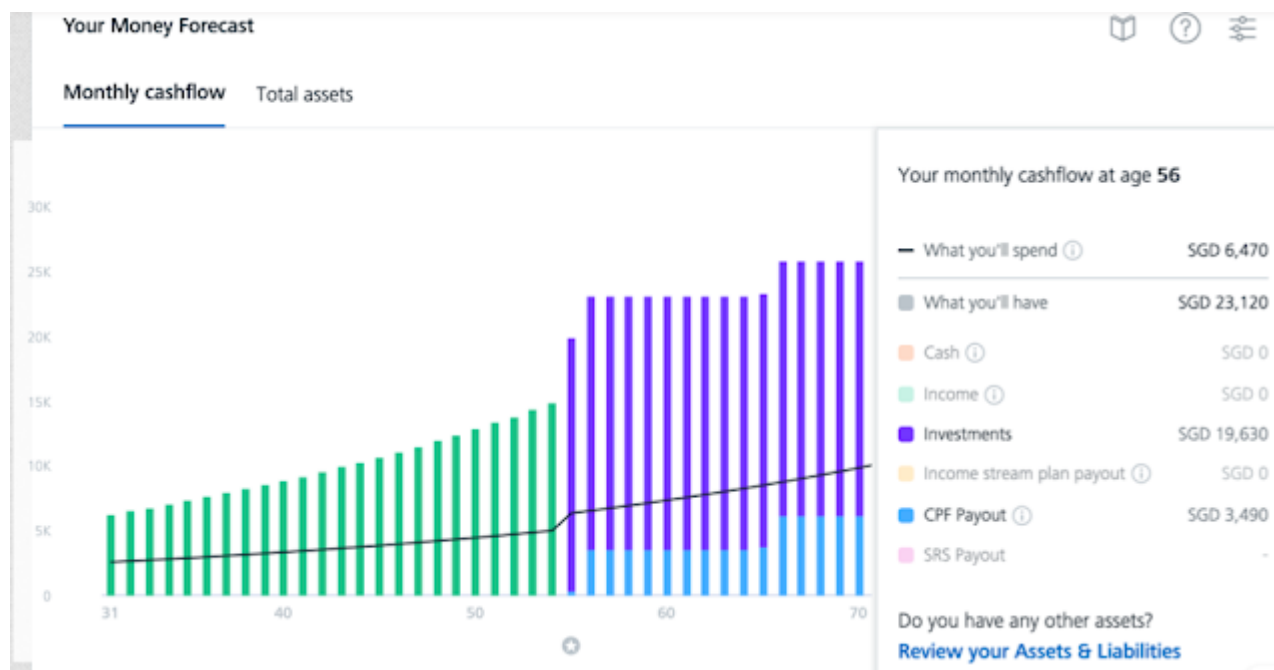 Your Money Forecast
Monthly cashflow Total assets
30K
25K
20K
15K
10K
5K
0
31 40 50 60 70
Your monthly cashflow at age 56
What you'll spend SGD 6,470
What you'll have SGD 23,120
Cash SGD 0
Income SGD 0
Investments SGD 19,630
Income stream plan payout SGD 0
CPF Payout SGD 3,490
SRS Payout -
Do you have any other assets?
Review your Assets & Liabilities